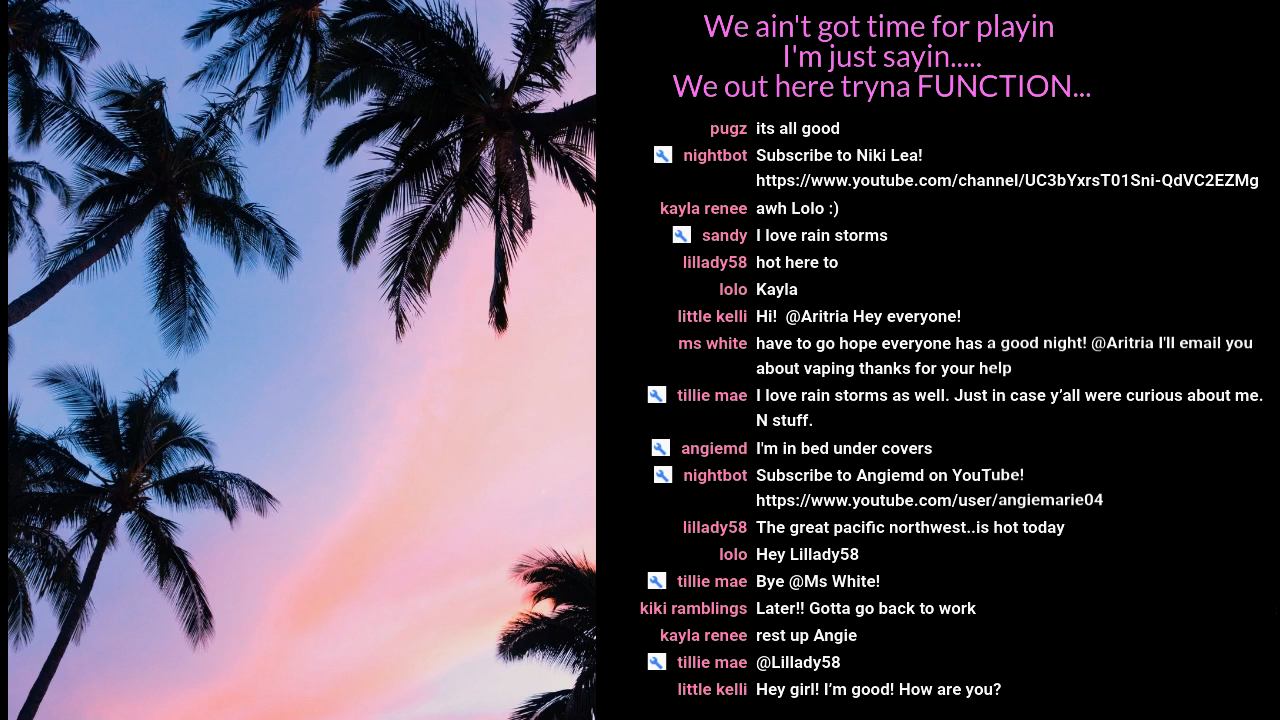 We ain't got time for playin
I'm just sayin.....
We out here tryna FUNCTION...
pugz its all good
nightbot Subscribe to Niki Lea!
https://www.youtube.com/channel/UC3bYxrsT01Sni-QdVC2EZMg
kayla renee awh Lolo :)
sandy I love rain storms
lillady58 hot here to
lolo Kayla
little kelli Hi!  @Aritria Hey everyone!
ms white have to go hope everyone has a good night! @Aritria I'll email you
about vaping thanks for your help
tillie mae I love rain storms as well. Just in case y’all were curious about me.
N stuff.
angiemd I'm in bed under covers
nightbot Subscribe to Angiemd on YouTube!
https://www.youtube.com/user/angiemarie04
lillady58 The great pacific northwest..is hot today
lolo Hey Lillady58
tillie mae Bye @Ms White!
kiki ramblings Later!! Gotta go back to work
kayla renee rest up Angie
tillie mae @Lillady58
little kelli Hey girl! I’m good! How are you?